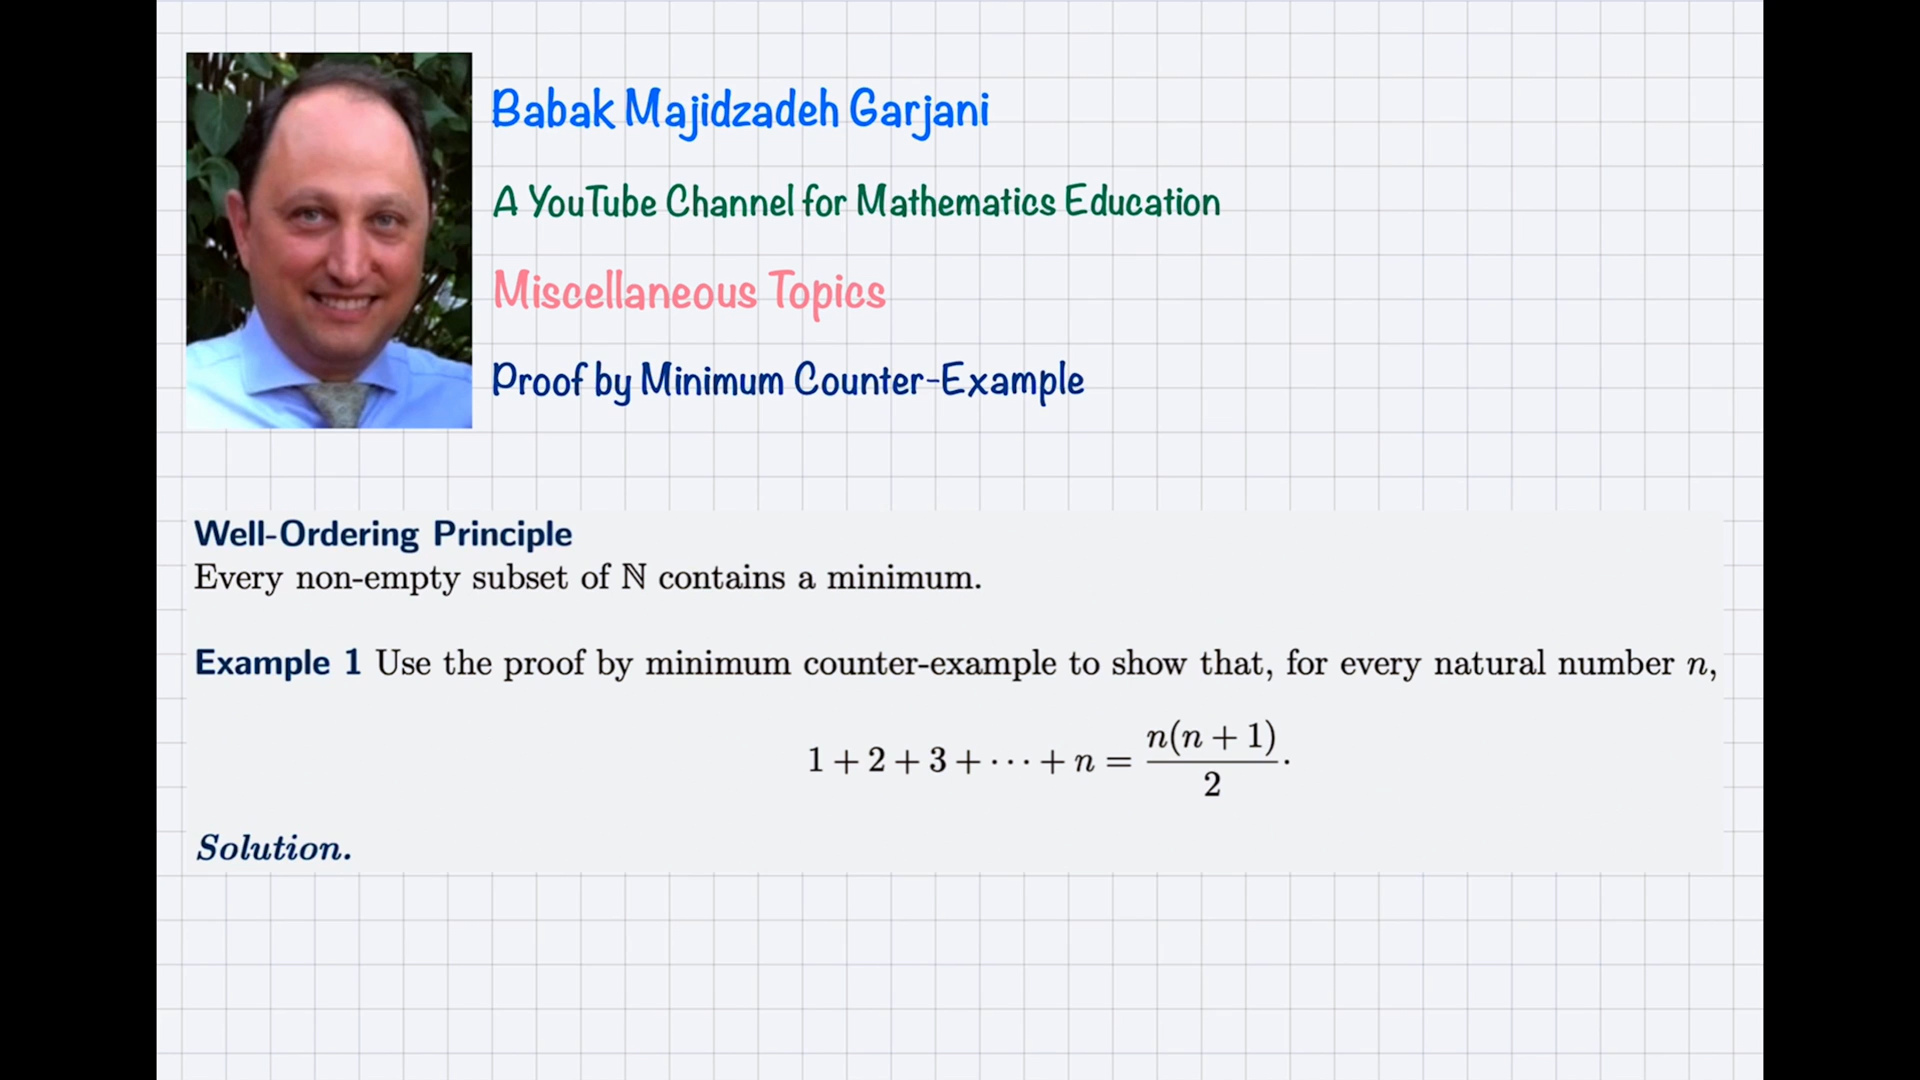 Babak Majidzadeh Garjani
A YouTube Channel for Mathematics Education
Miscellaneous Topics
Proof by Minimum Counter-Example
Well-Ordering Principle
Every non-empty subset of ℕ contains a minimum.
Example 1 Use the proof by minimum counter-example to show that, for every natural number n,
1 + 2 + 3 + ⋯ + n = n(n + 1)/2.
Solution.